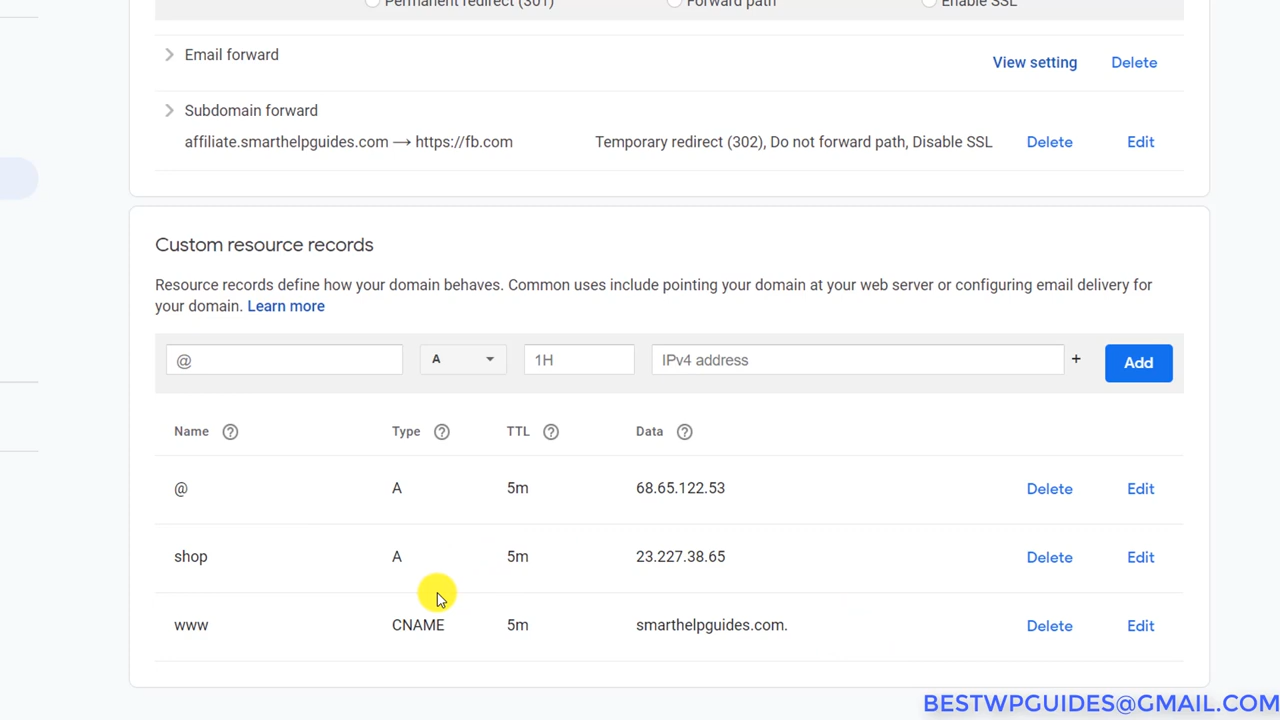 Permanent redirect (301) Forward path Enable SSL
Email forward
View setting Delete
Subdomain forward
affiliate.smarthelpguides.com → https://fb.com Temporary redirect (302), Do not forward path, Disable SSL Delete Edit
Custom resource records
Resource records define how your domain behaves. Common uses include pointing your domain at your web server or configuring email delivery for
your domain. Learn more
@ A 1H IPv4 address + Add
Name ? Type ? TTL ? Data ?
@ A 5m 68.65.122.53 Delete Edit
shop A 5m 23.227.38.65 Delete Edit
www CNAME 5m smarthelpguides.com. Delete Edit
BESTWPGUIDES@GMAIL.COM